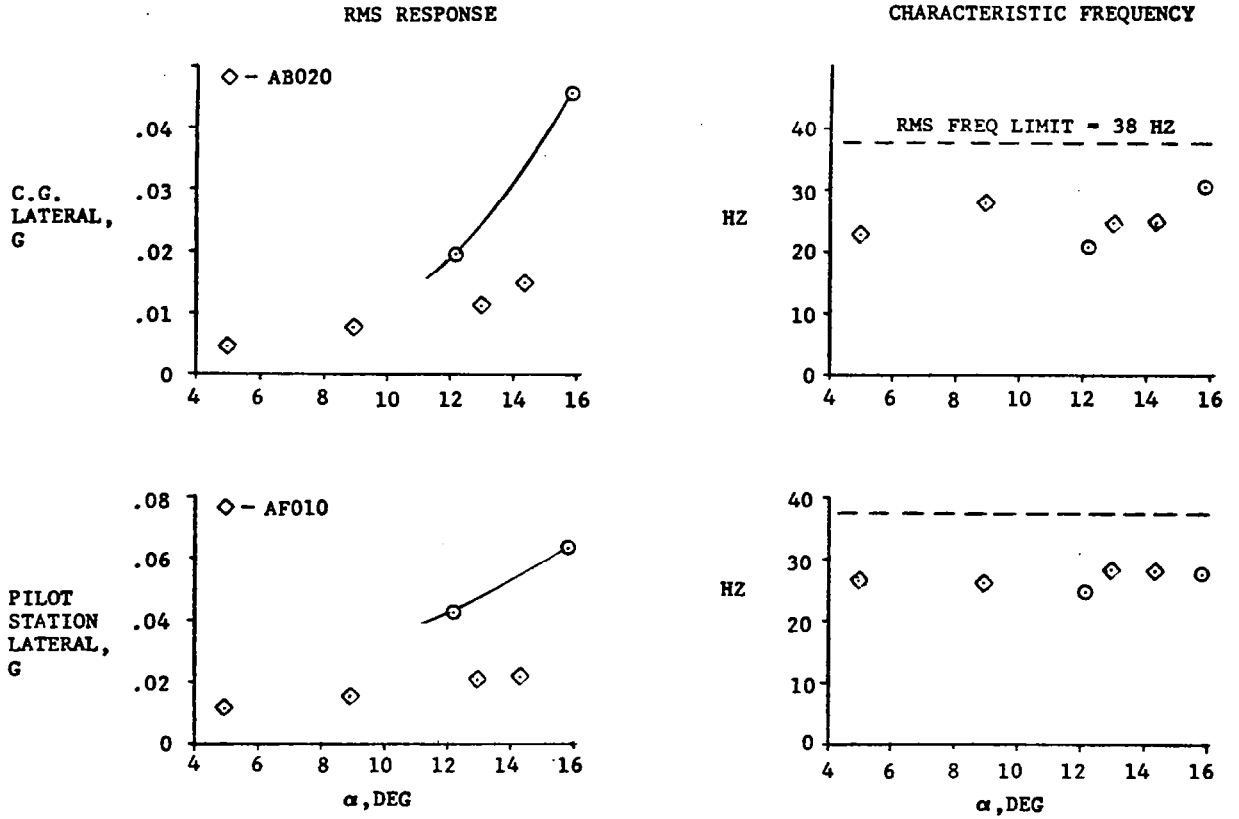 RMS RESPONSE
CHARACTERISTIC FREQUENCY
◇ - AB020
C.G.
LATERAL,
G
.04
.03
.02
.01
0
4 6 8 10 12 14 16
RMS FREQ LIMIT = 38 HZ
HZ
40
30
20
10
0
4 6 8 10 12 14 16
◇ - AF010
PILOT
STATION
LATERAL,
G
.08
.06
.04
.02
0
4 6 8 10 12 14 16
α,DEG
HZ
40
30
20
10
0
4 6 8 10 12 14 16
α,DEG